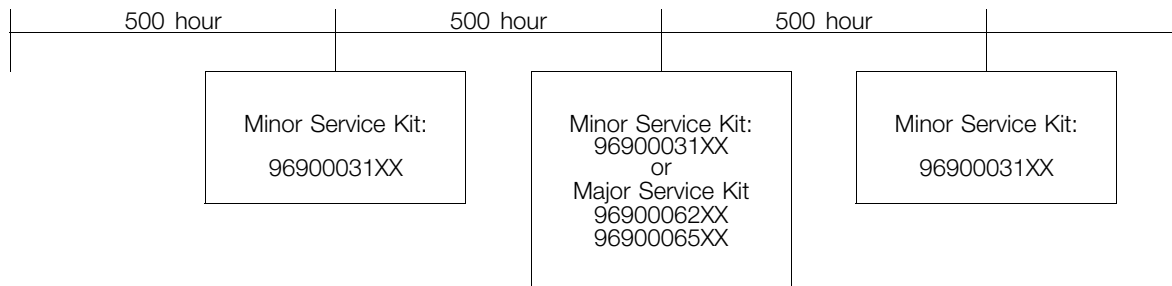 500 hour
500 hour
500 hour
Minor Service Kit:
96900031XX
Minor Service Kit:
96900031XX
or
Major Service Kit
96900062XX
96900065XX
Minor Service Kit:
96900031XX